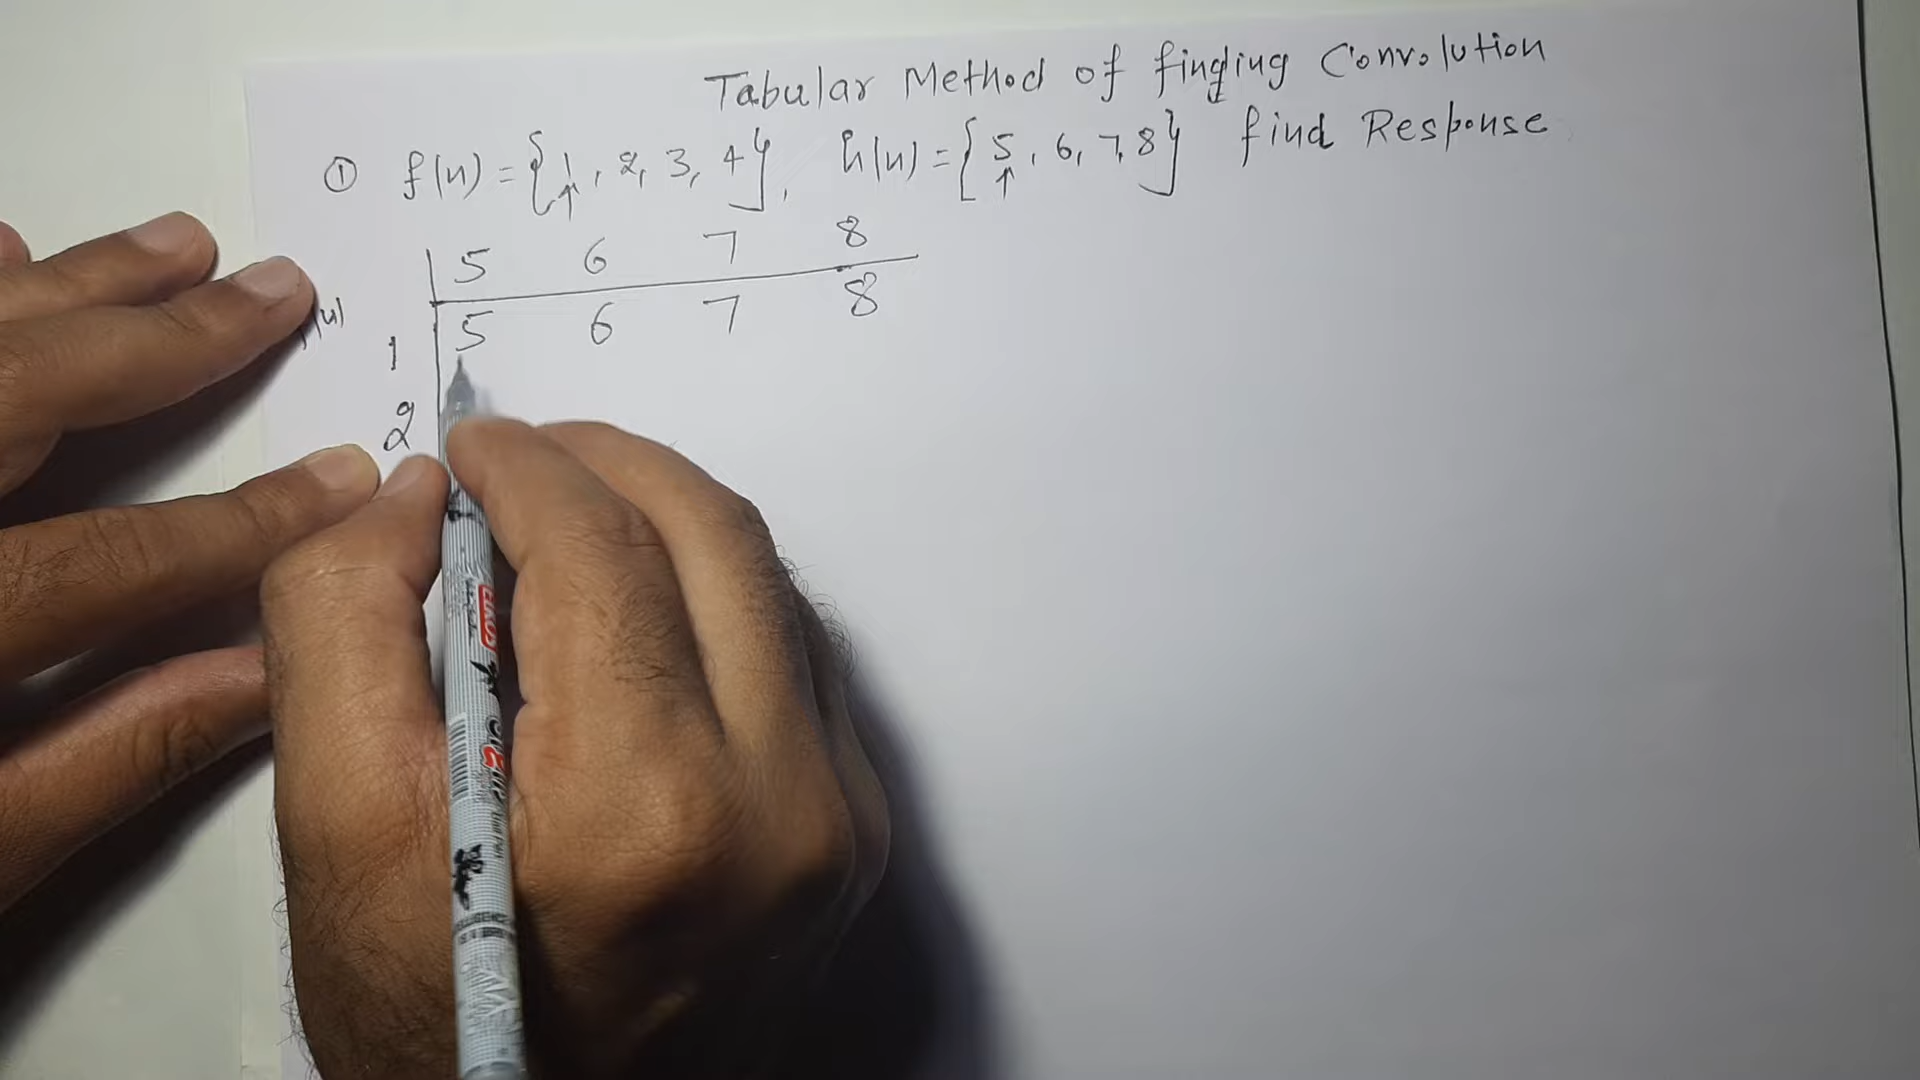 Tabular Method of finding Convolution
① f(n) = {1, 2, 3, 4}, h(n) = {5, 6, 7, 8} find Response
↑ ↑
5 6 7 8
1 5 6 7 8
2